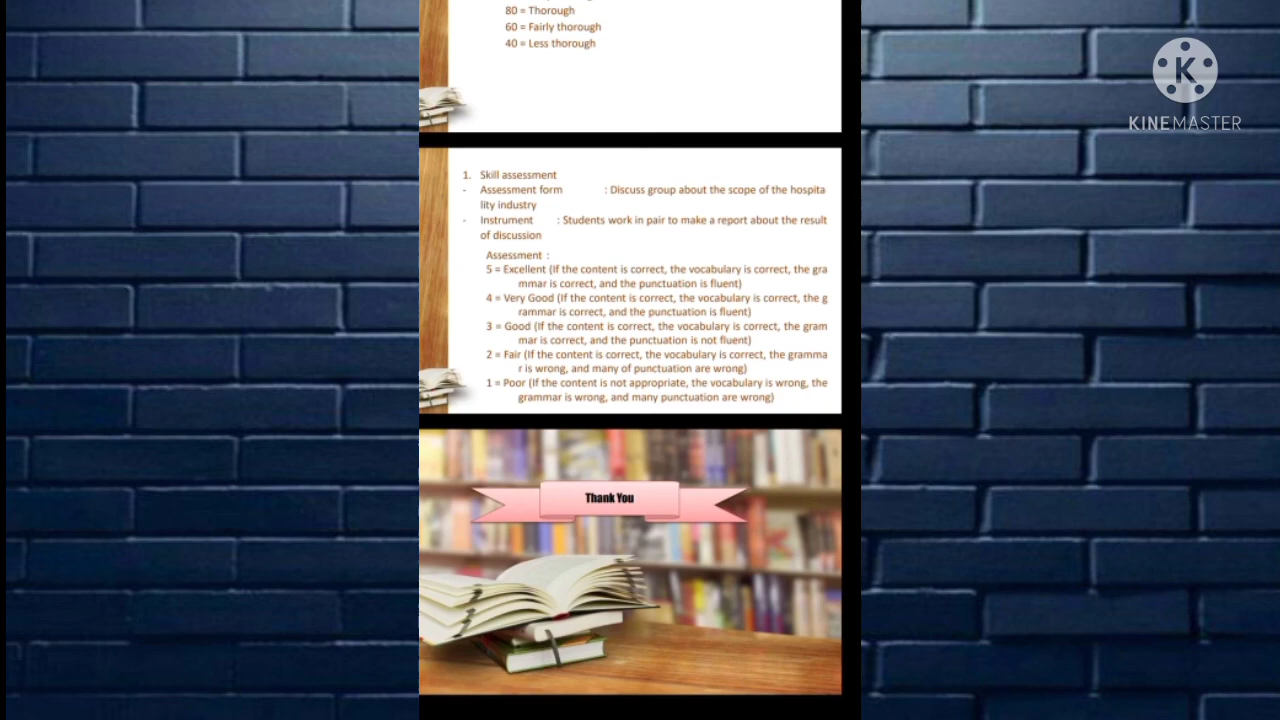 80 = Thorough
60 = Fairly thorough
40 = Less thorough
KINEMASTER
1. Skill assessment
- Assessment form : Discuss group about the scope of the hospita
lity industry
- Instrument : Students work in pair to make a report about the result
of discussion
Assessment :
5 = Excellent (If the content is correct, the vocabulary is correct, the gra
mmar is correct, and the punctuation is fluent)
4 = Very Good (If the content is correct, the vocabulary is correct, the g
rammar is correct, and the punctuation is fluent)
3 = Good (If the content is correct, the vocabulary is correct, the gram
mar is correct, and the punctuation is not fluent)
2 = Fair (If the content is correct, the vocabulary is correct, the gramma
r is wrong, and many of punctuation are wrong)
1 = Poor (If the content is not appropriate, the vocabulary is wrong, the
grammar is wrong, and many punctuation are wrong)
Thank You